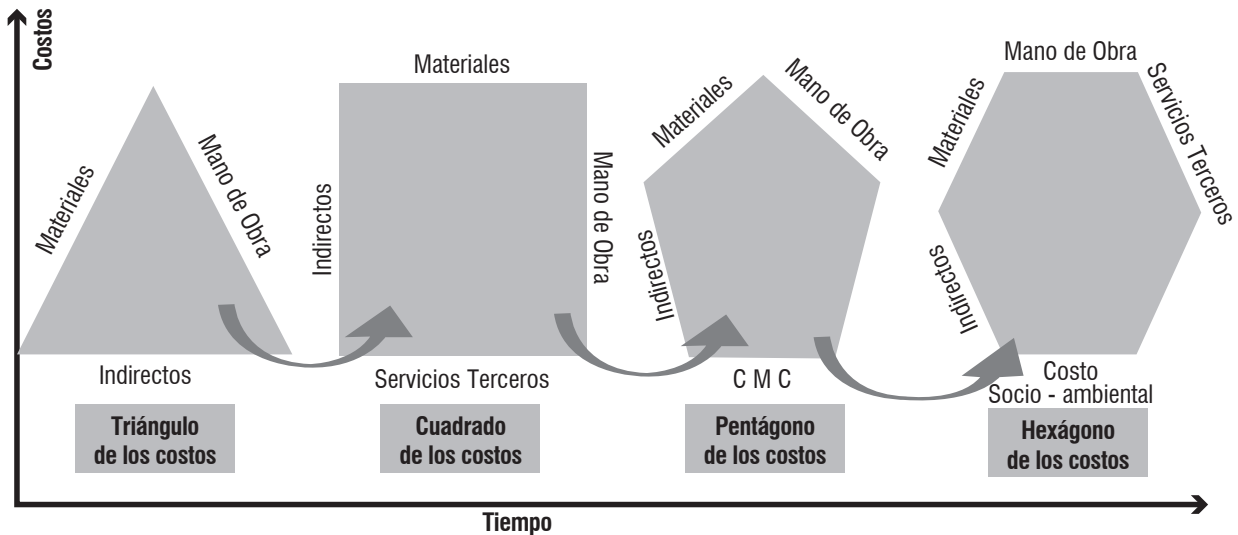 Costos
Materiales
Mano de Obra
Indirectos
Triángulo
de los costos
Materiales
Indirectos
Mano de Obra
Servicios Terceros
Cuadrado
de los costos
Materiales
Mano de Obra
Indirectos
C M C
Pentágono
de los costos
Mano de Obra
Materiales
Servicios Terceros
Indirectos
Costo
Socio - ambiental
Hexágono
de los costos
Tiempo